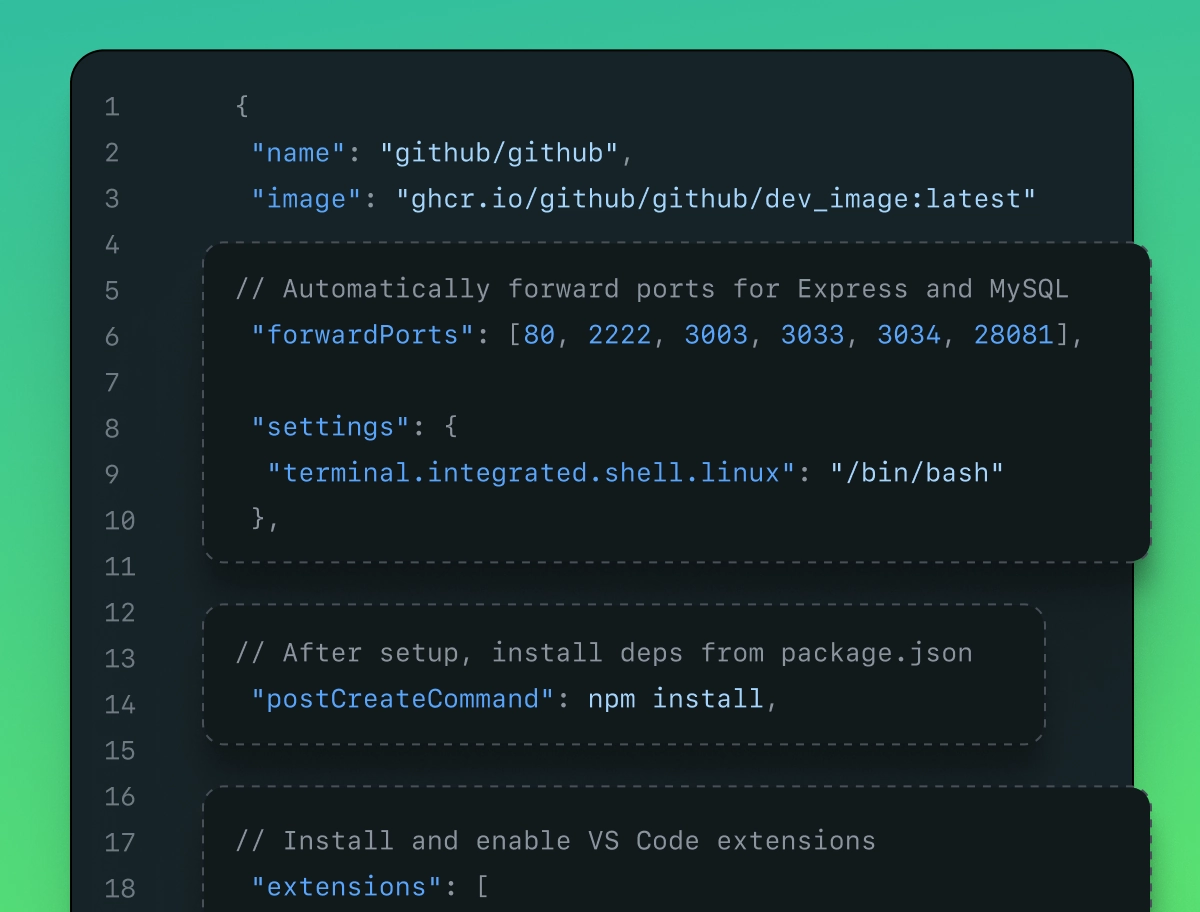 1 {
2 "name": "github/github",
3 "image": "ghcr.io/github/github/dev_image:latest"
4
5 // Automatically forward ports for Express and MySQL
6 "forwardPorts": [80, 2222, 3003, 3033, 3034, 28081],
7
8 "settings": {
9 "terminal.integrated.shell.linux": "/bin/bash"
10 },
11
12
13 // After setup, install deps from package.json
14 "postCreateCommand": npm install,
15
16
17 // Install and enable VS Code extensions
18 "extensions": [